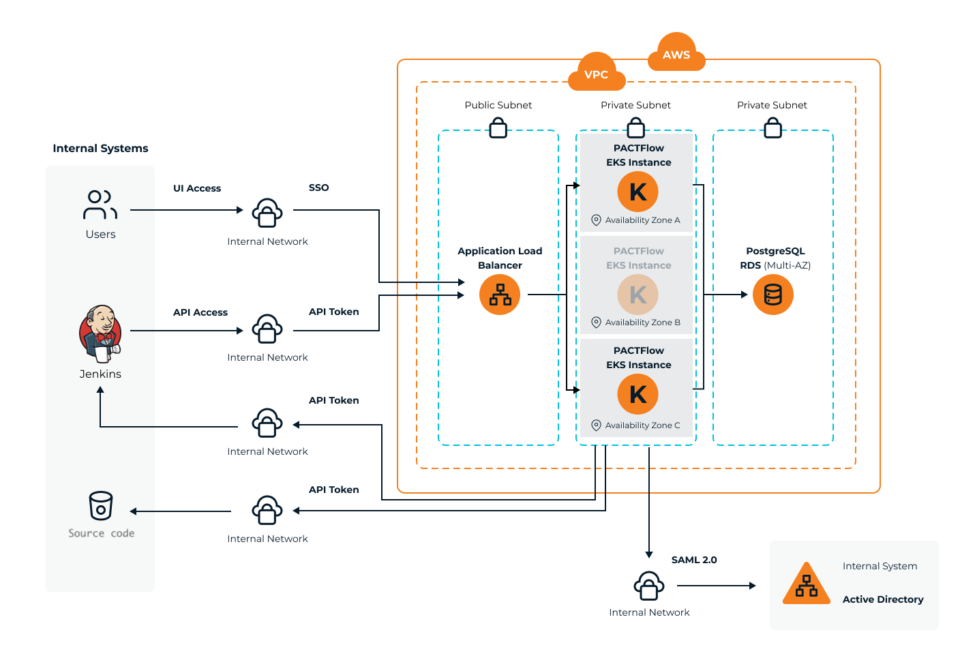 AWS
VPC
Public Subnet
Private Subnet
Private Subnet
Internal Systems
PACTFlow
EKS Instance
K
Availability Zone A
UI Access
SSO
Users
Internal Network
PACTFlow
EKS Instance
K
Availability Zone B
Application Load
Balancer
PostgreSQL
RDS (Multi-AZ)
API Access
API Token
Jenkins
Internal Network
PACTFlow
EKS Instance
K
Availability Zone C
API Token
Internal Network
API Token
Source code
Internal Network
SAML 2.0
Internal Network
Internal System
Active Directory